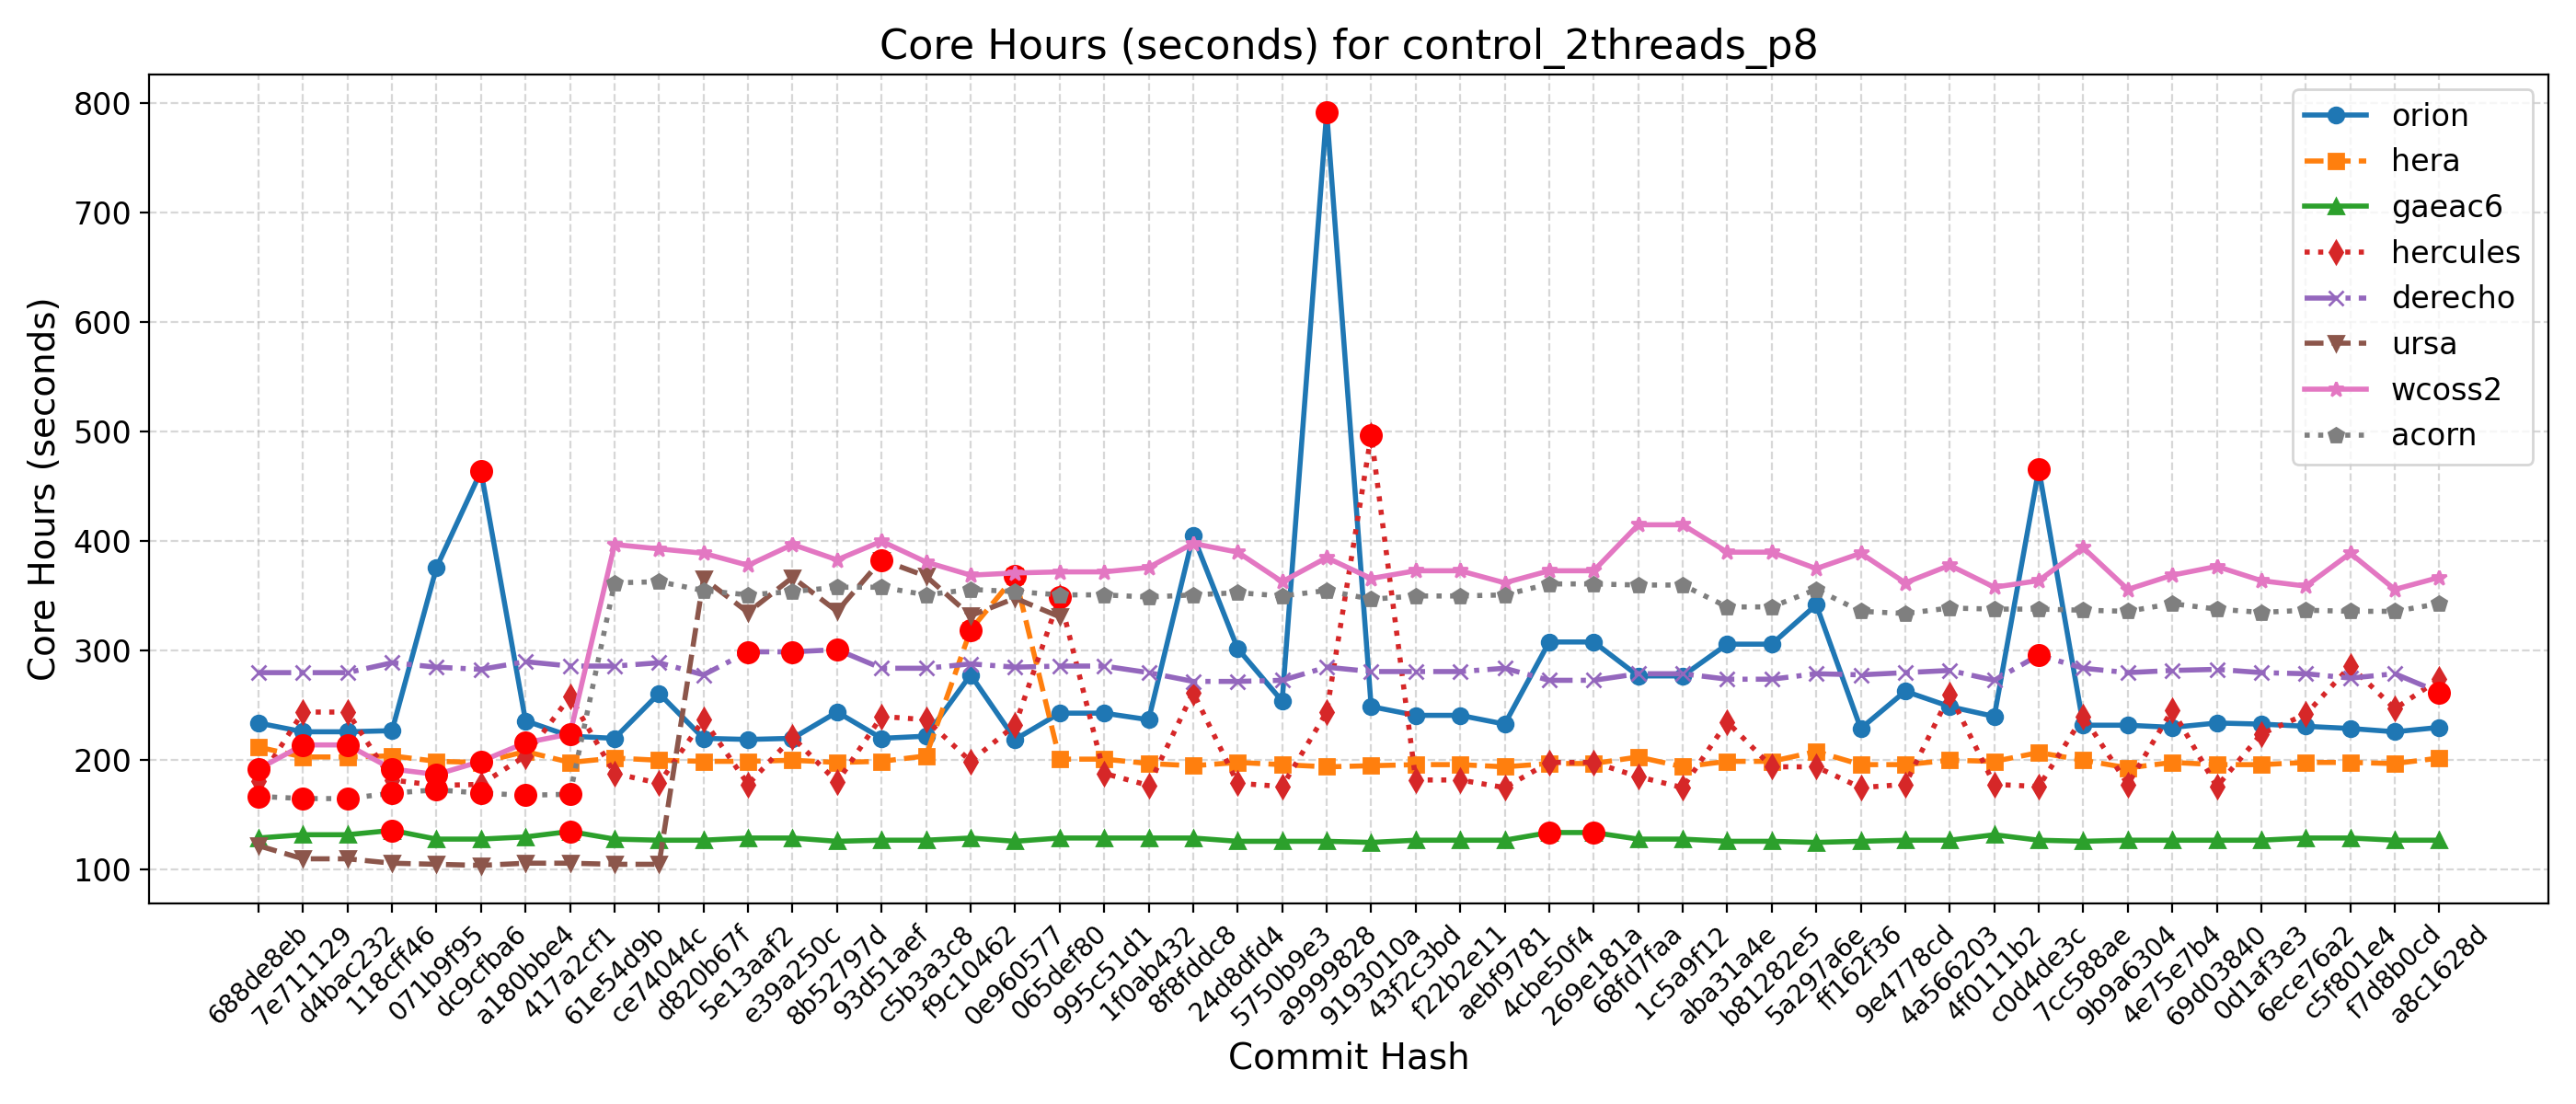 Core Hours (seconds) for control_2threads_p8
Core Hours (seconds)
800
700
600
500
400
300
200
100
orion
hera
gaeac6
hercules
derecho
ursa
wcoss2
acorn
688de8eb
7e711129
d4bac232
118cff46
071b9f95
dc9cfba6
a180bbe4
417a2cf1
61e54d9b
ce74044c
d820b67f
5e13aaf2
e39a250c
8b52797d
93d51aef
c5b3a3c8
f9c10462
0e960577
065def80
995c51d1
1f0ab432
8f8fddc8
24d8dfd4
5750b9e3
a9999828
9193010a
43f2c3bd
f22b2e11
aebf9781
4cbe50f4
269e181a
68fd7faa
1c5a9f12
aba31a4e
b81282e5
5a297a6e
ff162f36
9e4778cd
4a566203
4f0111b2
c0d4de3c
7cc588ae
9b9a6304
4e75e7b4
69d03840
0d1af3e3
6ece76a2
c5f801e4
f7d8b0cd
a8c1628d
Commit Hash